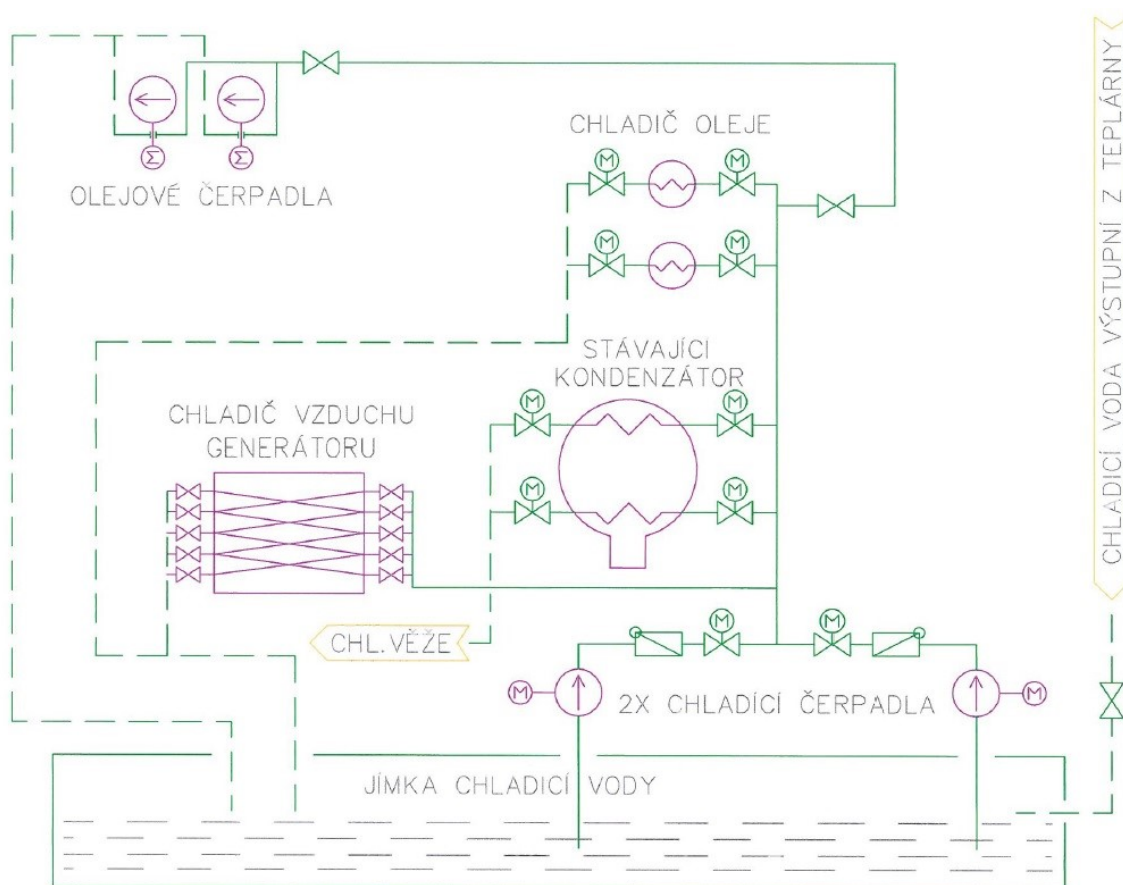 Σ
Σ
OLEJOVÉ ČERPADLA
CHLADIČ OLEJE
M
M
M
M
STÁVAJÍCI
KONDENZÁTOR
M
M
M
M
CHLADIČ VZDUCHU
GENERÁTORU
CHL.VĚŽE
M
M
M
2X CHLADÍCÍ ČERPADLA
M
JÍMKA CHLADICÍ VODY
CHLADICÍ VODA VÝSTUPNÍ Z TEPLÁRNY